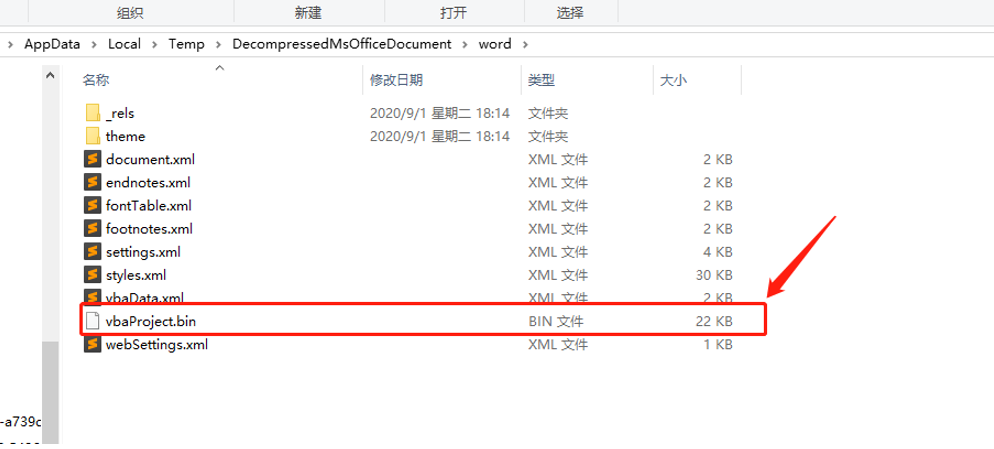 组织 新建 打开 选择
AppData Local Temp DecompressedMsOfficeDocument word
名称 修改日期 类型 大小
_rels 2020/9/1 星期二 18:14 文件夹
theme 2020/9/1 星期二 18:14 文件夹
document.xml XML 文件 2 KB
endnotes.xml XML 文件 2 KB
fontTable.xml XML 文件 2 KB
footnotes.xml XML 文件 2 KB
settings.xml XML 文件 4 KB
styles.xml XML 文件 30 KB
vbaData.xml XML 文件 2 KB
vbaProject.bin BIN 文件 22 KB
webSettings.xml XML 文件 1 KB
-a739c